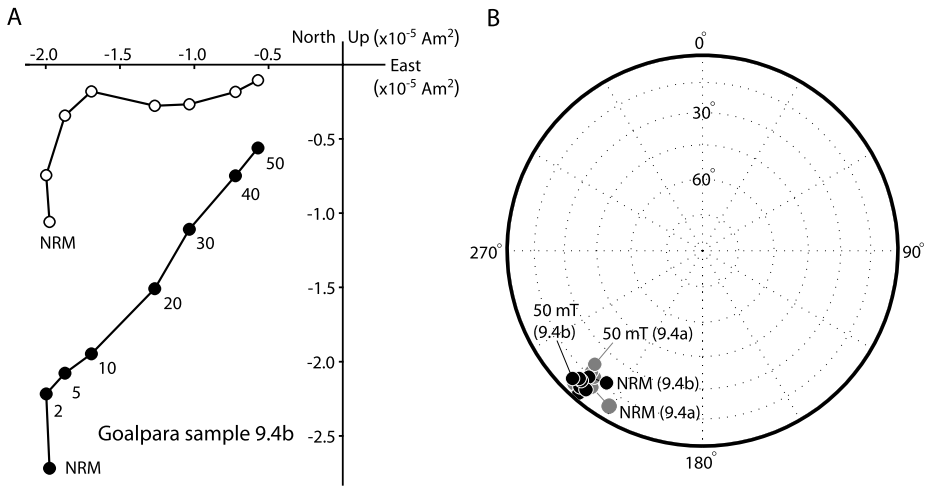 A
North Up (x10⁻⁵ Am²)
-2.0 -1.5 -1.0 -0.5
East
(x10⁻⁵ Am²)
-0.5
50
40
-1.0
NRM
30
-1.5
20
10
-2.0
5
2
Goalpara sample 9.4b
-2.5
NRM
B
0°
30°
60°
270°
90°
50 mT
(9.4b)
50 mT (9.4a)
NRM (9.4b)
NRM (9.4a)
180°